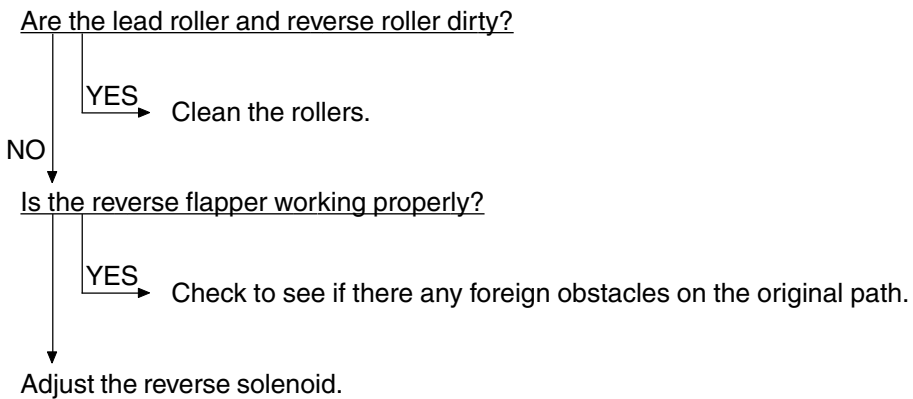 Are the lead roller and reverse roller dirty?
YES
Clean the rollers.
NO
Is the reverse flapper working properly?
YES
Check to see if there any foreign obstacles on the original path.
Adjust the reverse solenoid.